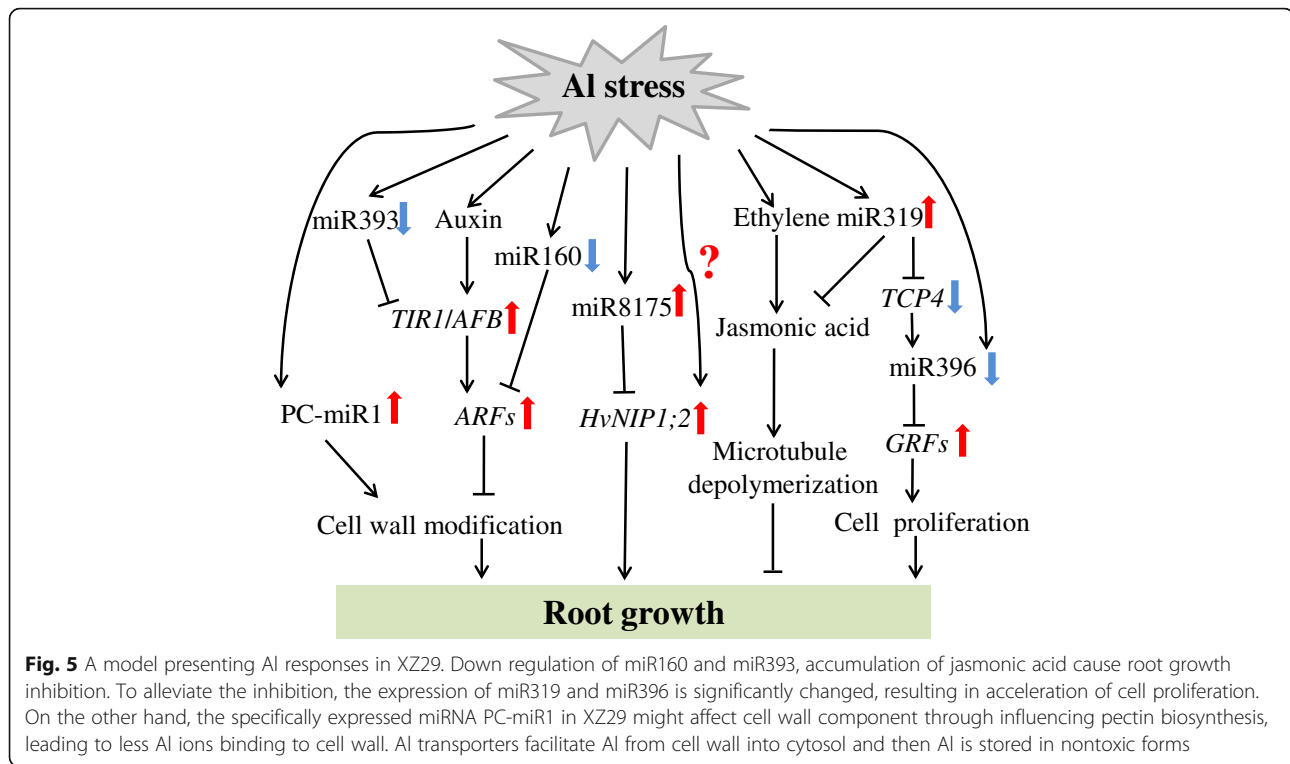 Al stress
miR393
Auxin
miR160
Ethylene
miR319
?
miR8175
TIR1/AFB
TCP4
Jasmonic acid
miR396
PC-miR1
ARFs
HvNIP1;2
GRFs
Microtubule
depolymerization
Cell wall modification
Cell proliferation
Root growth
Fig. 5 A model presenting Al responses in XZ29. Down regulation of miR160 and miR393, accumulation of jasmonic acid cause root growth
inhibition. To alleviate the inhibition, the expression of miR319 and miR396 is significantly changed, resulting in acceleration of cell proliferation.
On the other hand, the specifically expressed miRNA PC-miR1 in XZ29 might affect cell wall component through influencing pectin biosynthesis,
leading to less Al ions binding to cell wall. Al transporters facilitate Al from cell wall into cytosol and then Al is stored in nontoxic forms